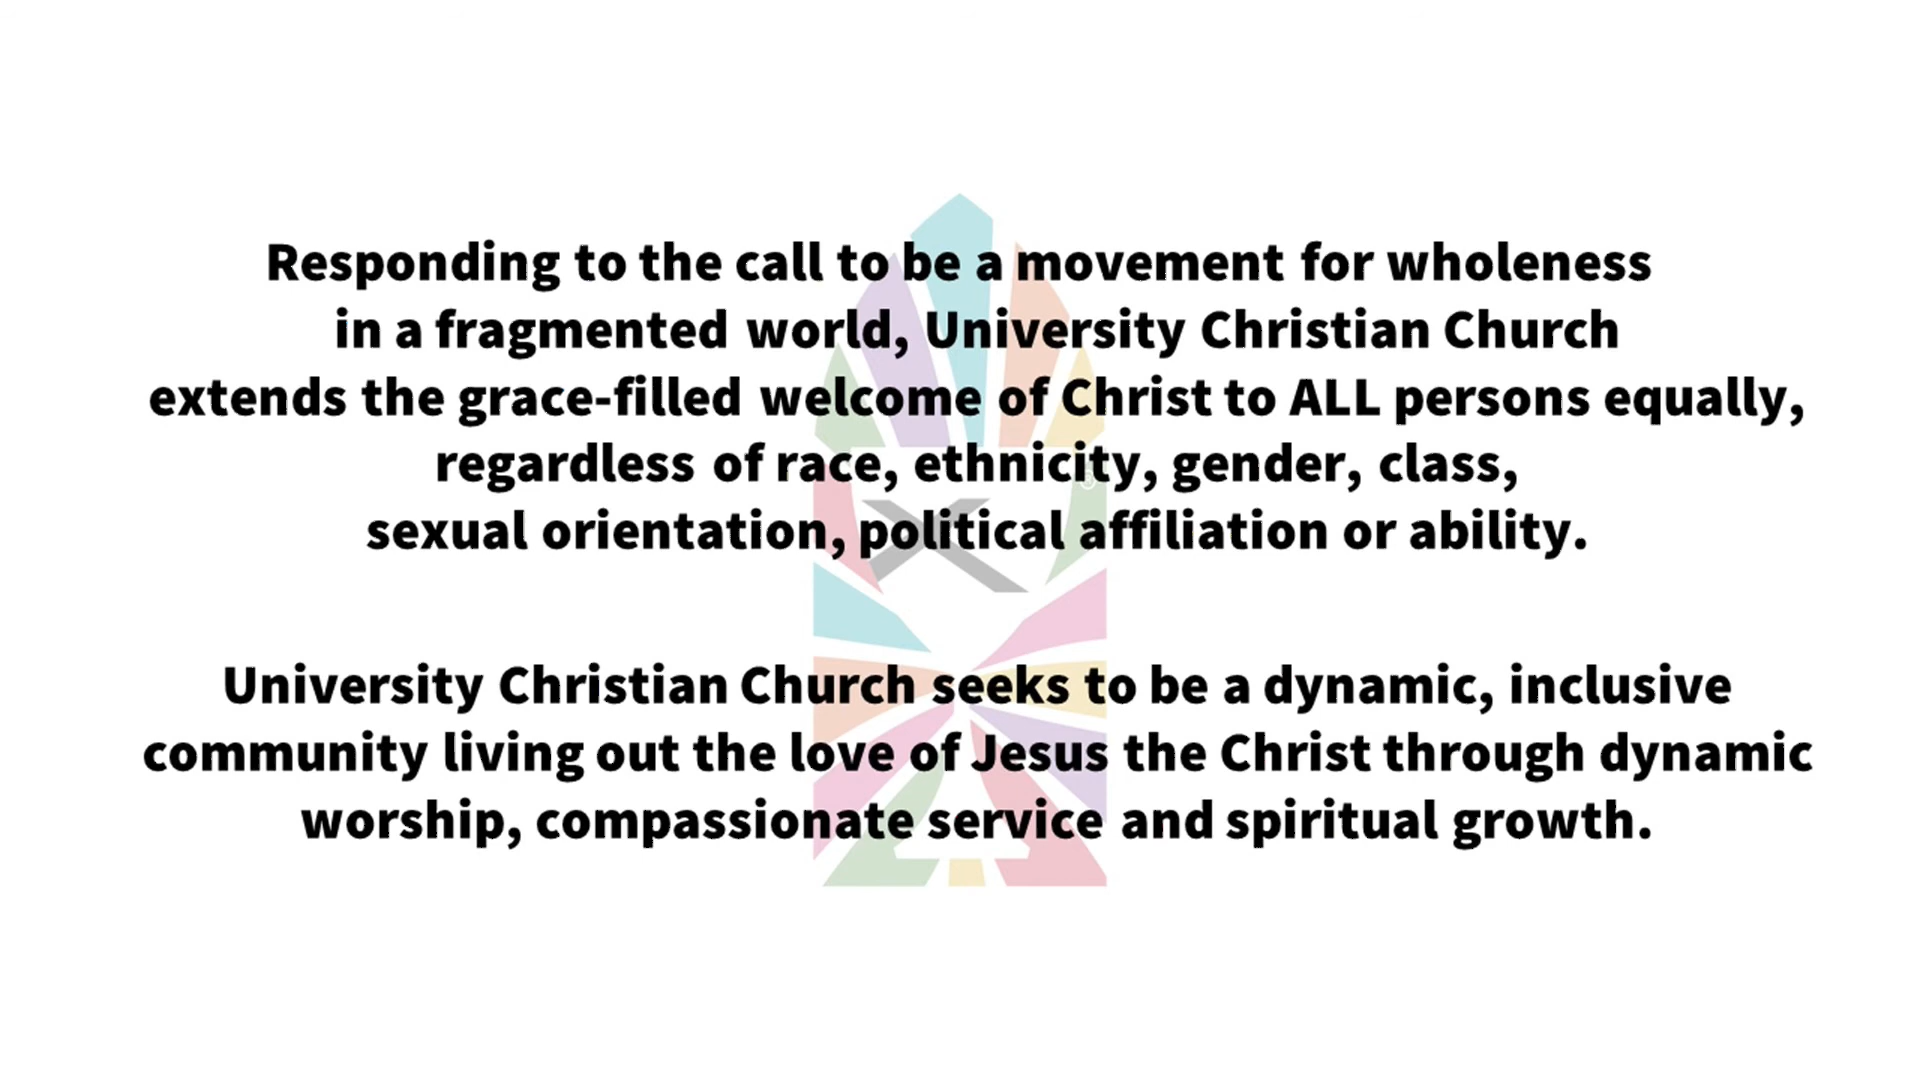 Responding to the call to be a movement for wholeness
in a fragmented world, University Christian Church
extends the grace-filled welcome of Christ to ALL persons equally,
regardless of race, ethnicity, gender, class,
sexual orientation, political affiliation or ability.
University Christian Church seeks to be a dynamic, inclusive
community living out the love of Jesus the Christ through dynamic
worship, compassionate service and spiritual growth.